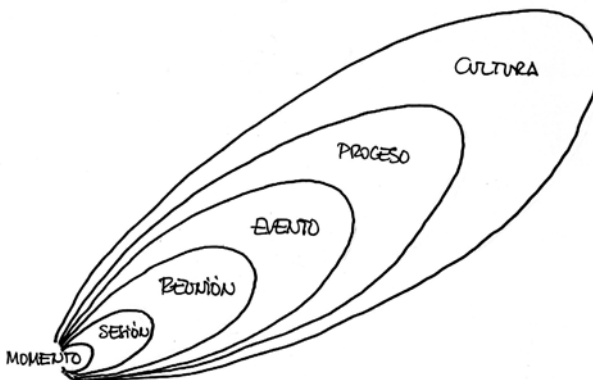 CULTURA
PROCESO
EVENTO
REUNIÓN
SESIÓN
MOMENTO